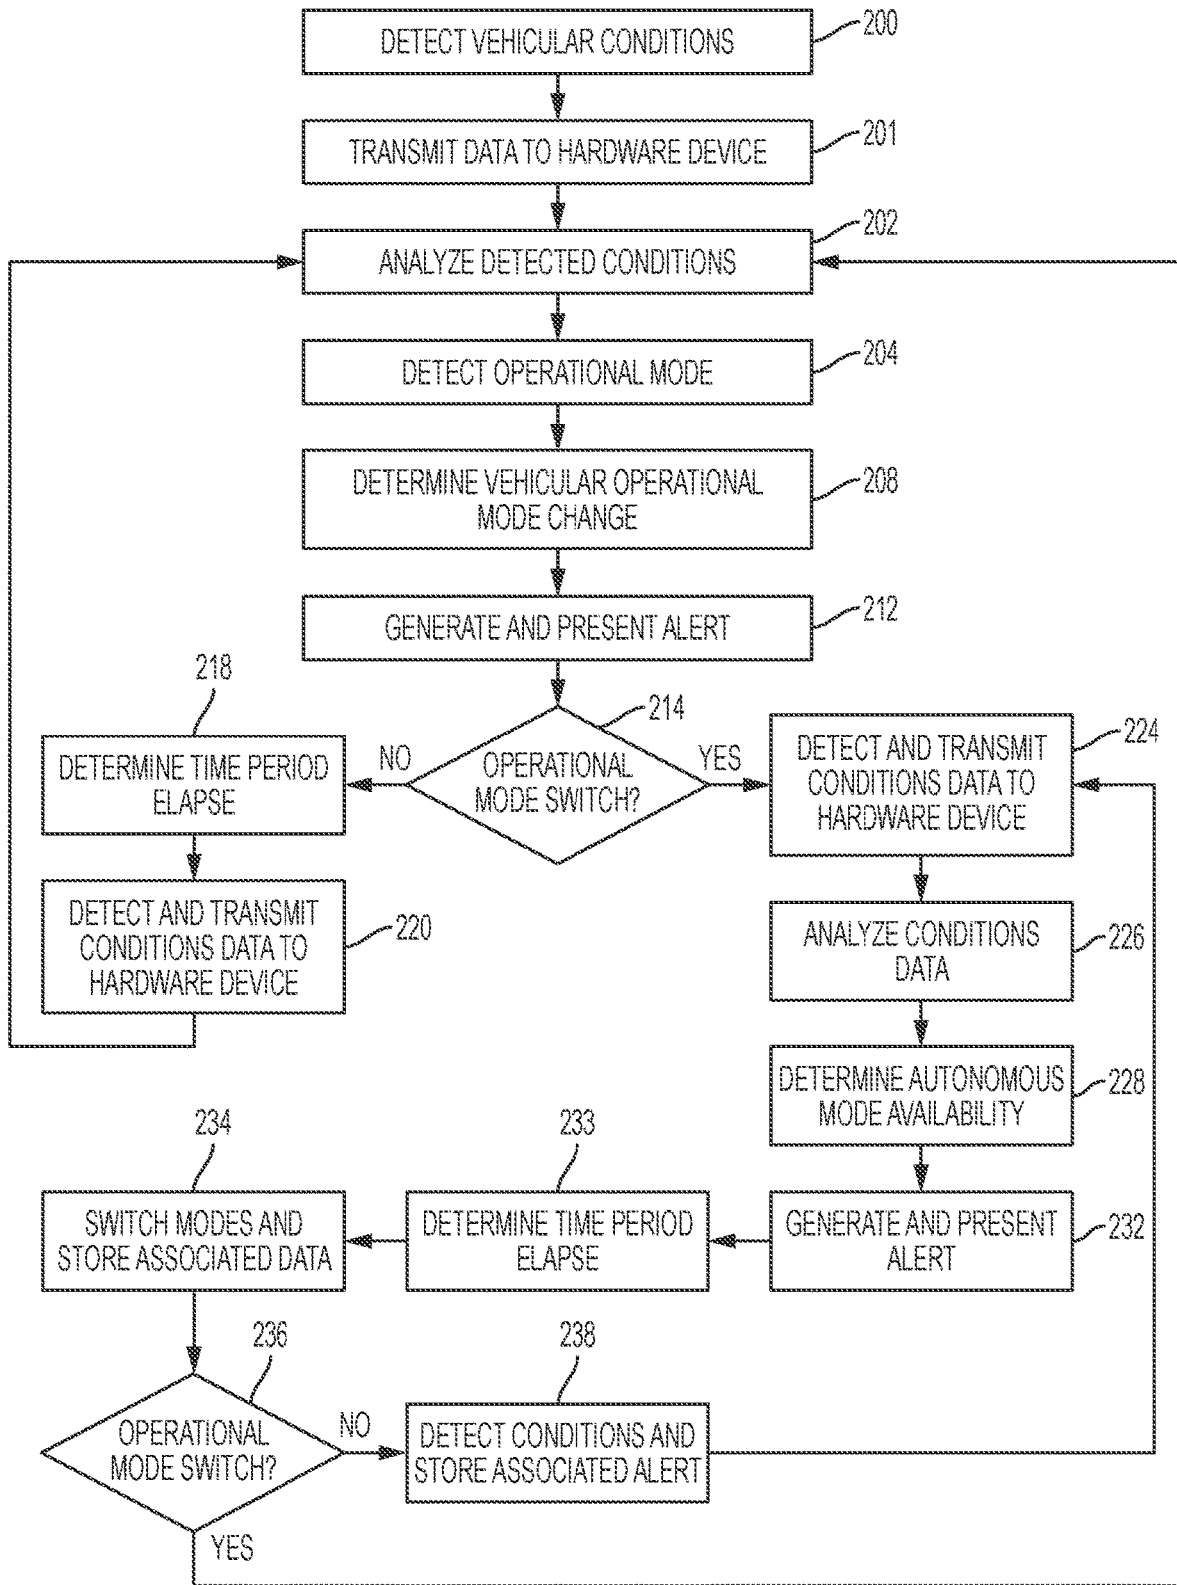 DETECT VEHICULAR CONDITIONS
200
TRANSMIT DATA TO HARDWARE DEVICE
201
ANALYZE DETECTED CONDITIONS
202
DETECT OPERATIONAL MODE
204
DETERMINE VEHICULAR OPERATIONAL
MODE CHANGE
208
GENERATE AND PRESENT ALERT
212
OPERATIONAL
MODE SWITCH?
214
NO
YES
218
DETERMINE TIME PERIOD
ELAPSE
DETECT AND TRANSMIT
CONDITIONS DATA TO
HARDWARE DEVICE
220
DETECT AND TRANSMIT
CONDITIONS DATA TO
HARDWARE DEVICE
224
ANALYZE CONDITIONS
DATA
226
DETERMINE AUTONOMOUS
MODE AVAILABILITY
228
GENERATE AND PRESENT
ALERT
232
233
DETERMINE TIME PERIOD
ELAPSE
234
SWITCH MODES AND
STORE ASSOCIATED DATA
236
OPERATIONAL
MODE SWITCH?
NO
238
DETECT CONDITIONS AND
STORE ASSOCIATED ALERT
YES